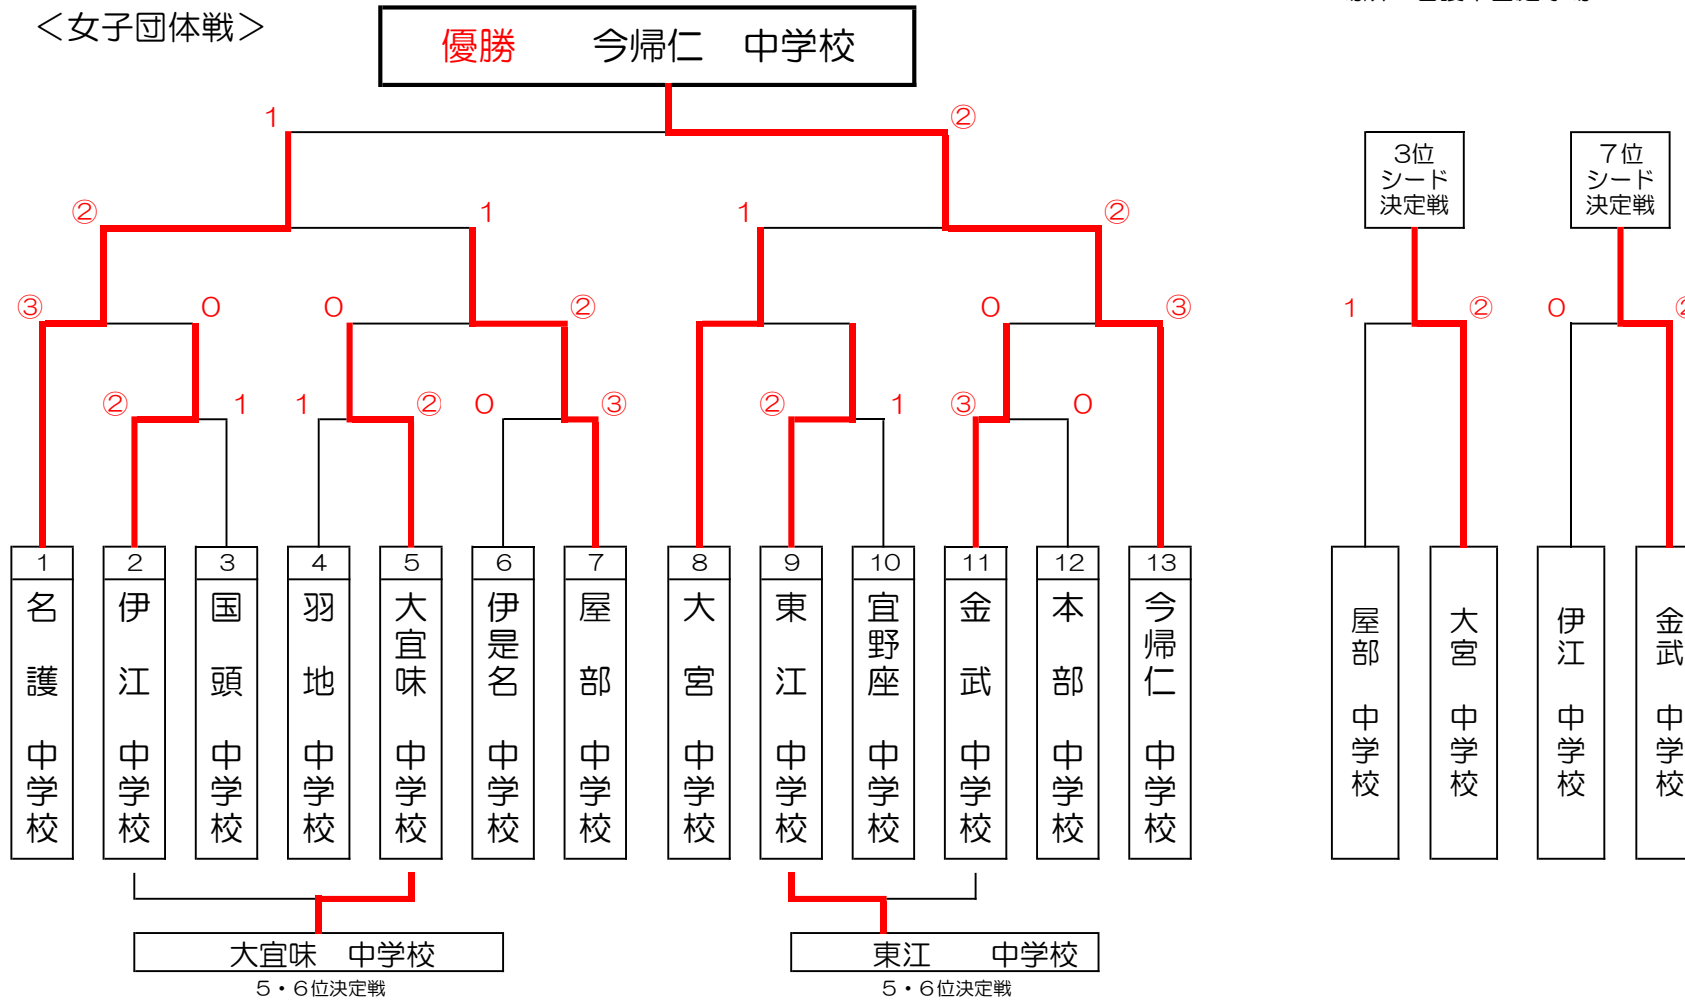 ＜女子団体戦＞
優勝　今帰仁　中学校
1
②
②
1
1
②
③
0
0
②
0
③
②
1
1
②
0
③
②
1
③
0
1
名護　中学校
2
伊江　中学校
3
国頭　中学校
4
羽地　中学校
5
大宜味　中学校
6
伊是名　中学校
7
屋部　中学校
8
大宮　中学校
9
東江　中学校
10
宜野座　中学校
11
金武　中学校
12
本部　中学校
13
今帰仁　中学校
大宜味　中学校
5・6位決定戦
東江　中学校
5・6位決定戦
3位
シード
決定戦
1
②
屋部　中学校
大宮　中学校
7位
シード
決定戦
0
②
伊江　中学校
金武　中学校